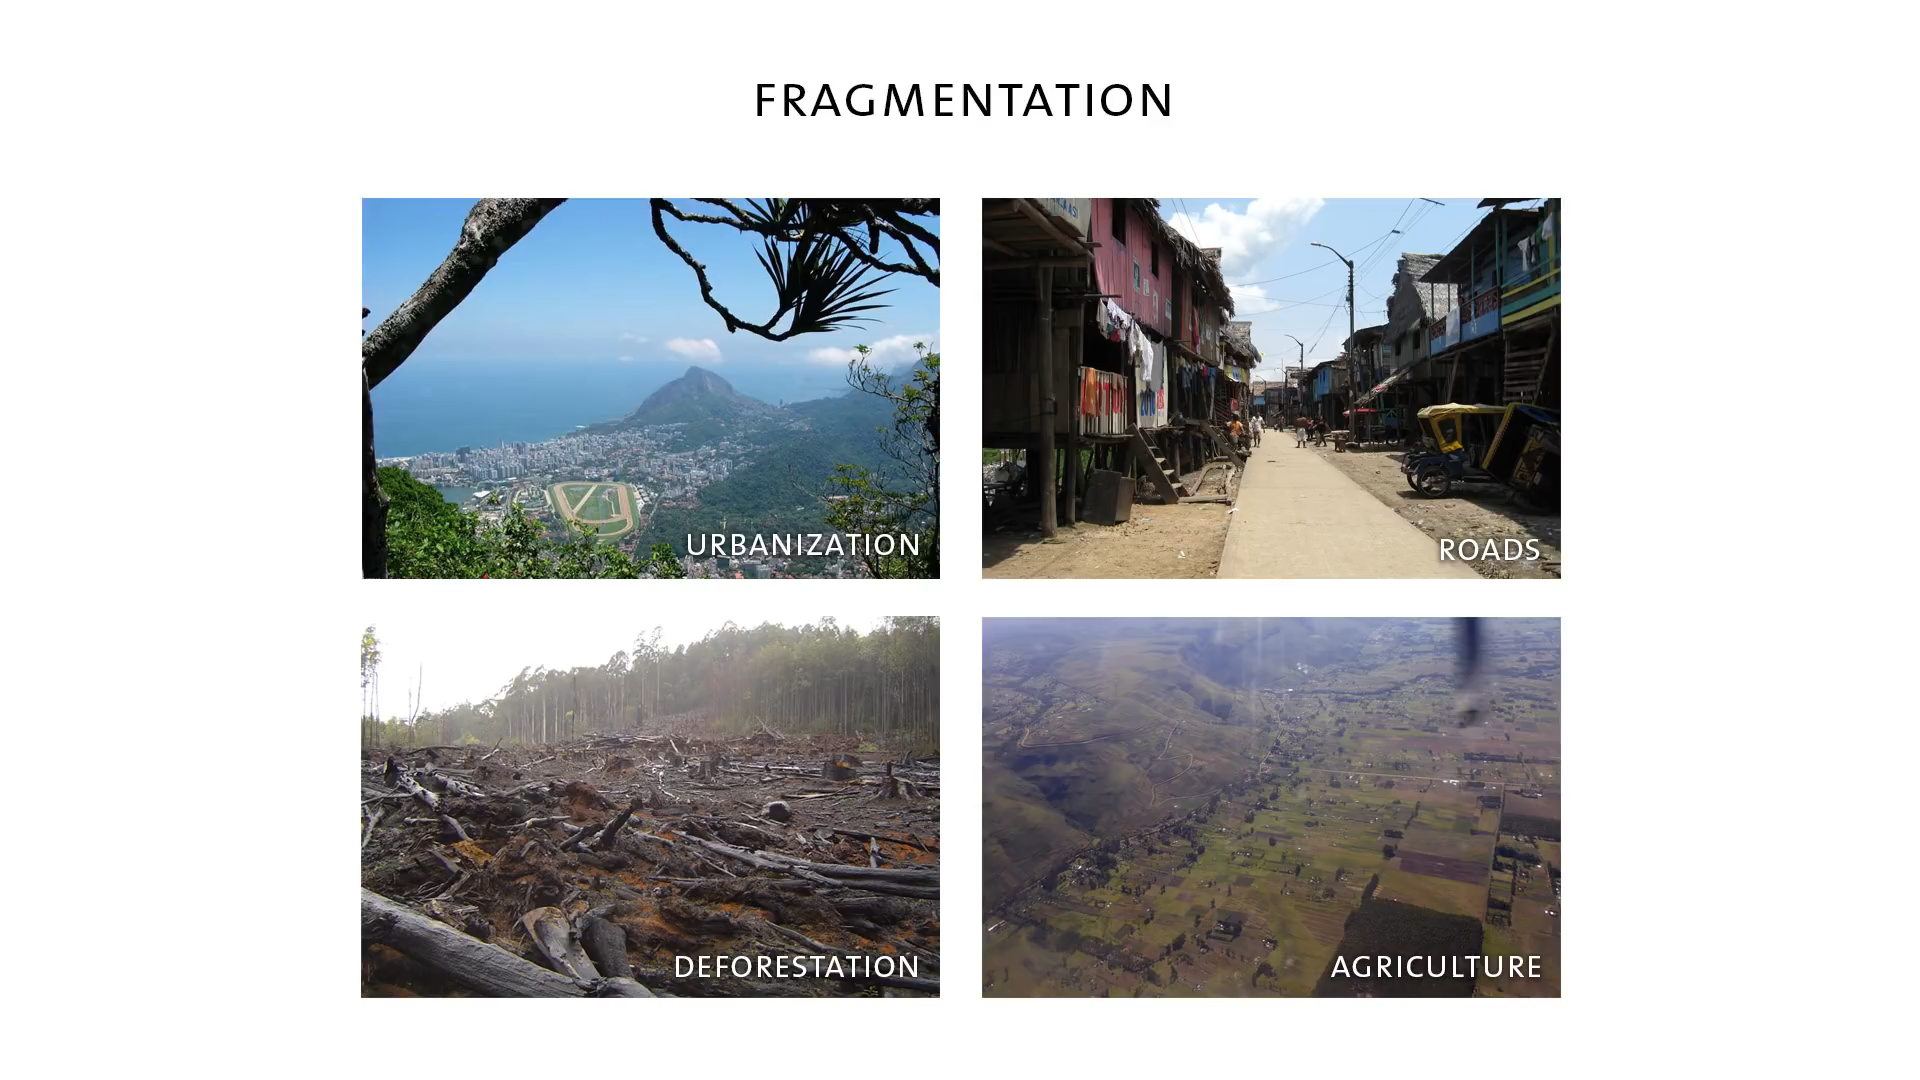 FRAGMENTATION
URBANIZATION
ROADS
DEFORESTATION
AGRICULTURE